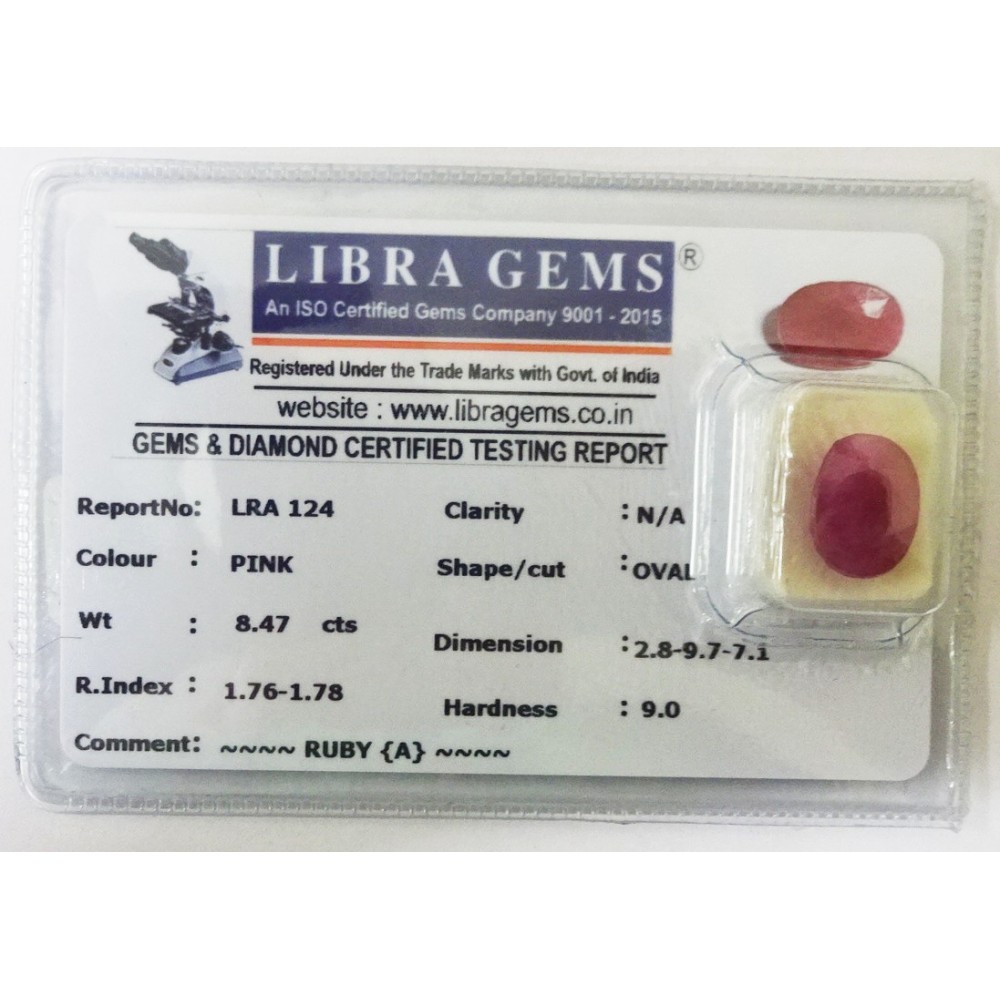 LIBRA GEMS ®
An ISO Certified Gems Company 9001 - 2015
Registered Under the Trade Marks with Govt. of India
website : www.libragems.co.in
GEMS & DIAMOND CERTIFIED TESTING REPORT
ReportNo: LRA 124 Clarity : N/A
Colour : PINK Shape/cut : OVAL
Wt : 8.47 cts Dimension : 2.8-9.7-7.1
R.Index : 1.76-1.78 Hardness : 9.0
Comment: ~~~~ RUBY {A} ~~~~